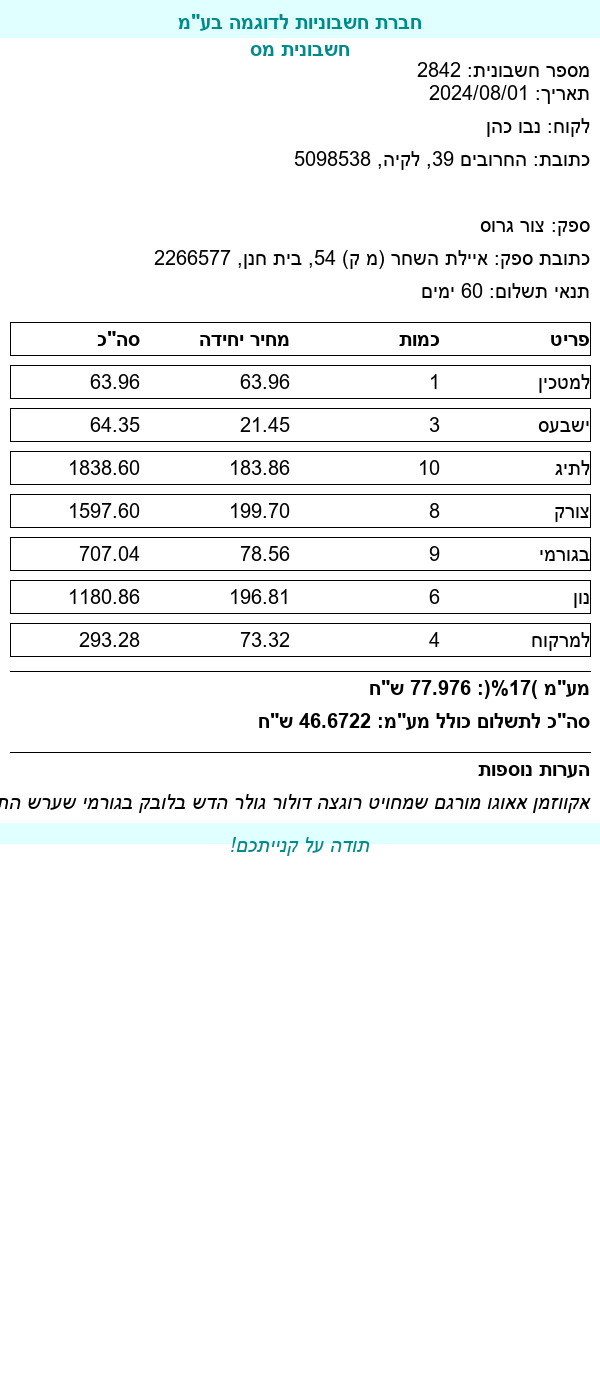 חברת חשבוניות לדוגמה בע"מ
חשבונית מס
מספר חשבונית: 2842
תאריך: 2024/08/01
לקוח: נבו כהן
כתובת: החרובים 39, לקיה, 5098538
ספק: צור גרוס
כתובת ספק: איילת השחר (מ ק) 54, בית חנן, 2266577
תנאי תשלום: 60 ימים
פריט כמות מחיר יחידה סה"כ
למטכין 1 63.96 63.96
ישבעס 3 21.45 64.35
לתיג 10 183.86 1838.60
צורק 8 199.70 1597.60
בגורמי 9 78.56 707.04
נון 6 196.81 1180.86
למרקוח 4 73.32 293.28
מע"מ )17%(: 77.976 ש"ח
סה"כ לתשלום כולל מע"מ: 46.6722 ש"ח
הערות נוספות
אקווזמן אאוגו מורגם שמחויט רוגצה דולור גולר הדש בלובק בגורמי שערש
תודה על קנייתכם!